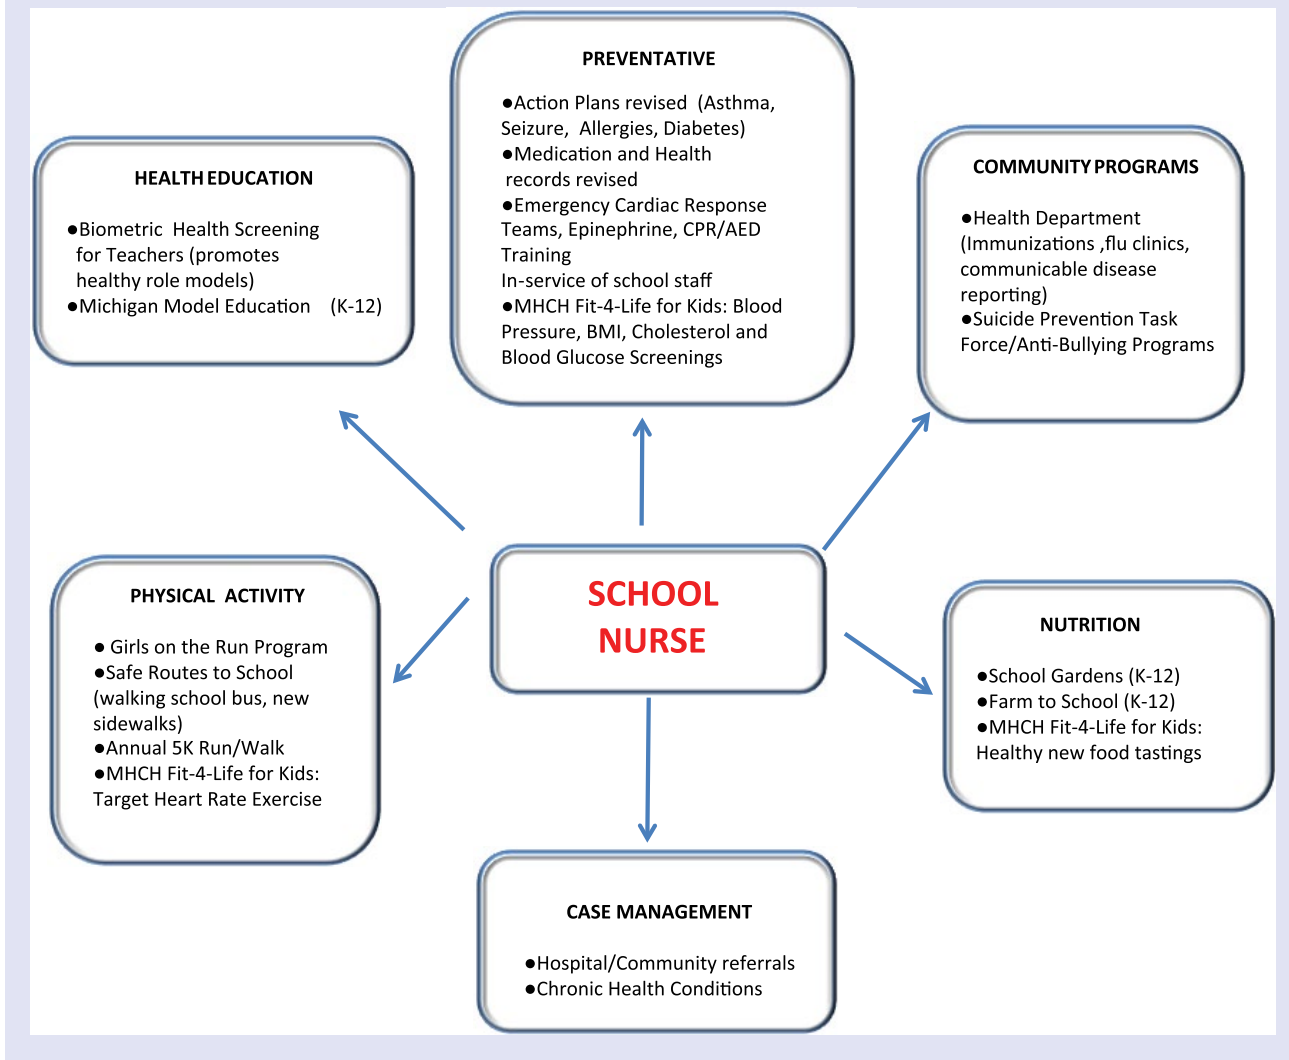 PREVENTATIVE
●Action Plans revised (Asthma,
Seizure, Allergies, Diabetes)
●Medication and Health
records revised
●Emergency Cardiac Response
Teams, Epinephrine, CPR/AED
Training
In-service of school staff
●MHCH Fit-4-Life for Kids: Blood
Pressure, BMI, Cholesterol and
Blood Glucose Screenings
HEALTH EDUCATION
●Biometric Health Screening
for Teachers (promotes
healthy role models)
●Michigan Model Education (K-12)
COMMUNITY PROGRAMS
●Health Department
(Immunizations ,flu clinics,
communicable disease
reporting)
●Suicide Prevention Task
Force/Anti-Bullying Programs
SCHOOL
NURSE
PHYSICAL ACTIVITY
● Girls on the Run Program
●Safe Routes to School
(walking school bus, new
sidewalks)
●Annual 5K Run/Walk
●MHCH Fit-4-Life for Kids:
Target Heart Rate Exercise
NUTRITION
●School Gardens (K-12)
●Farm to School (K-12)
●MHCH Fit-4-Life for Kids:
Healthy new food tastings
CASE MANAGEMENT
●Hospital/Community referrals
●Chronic Health Conditions